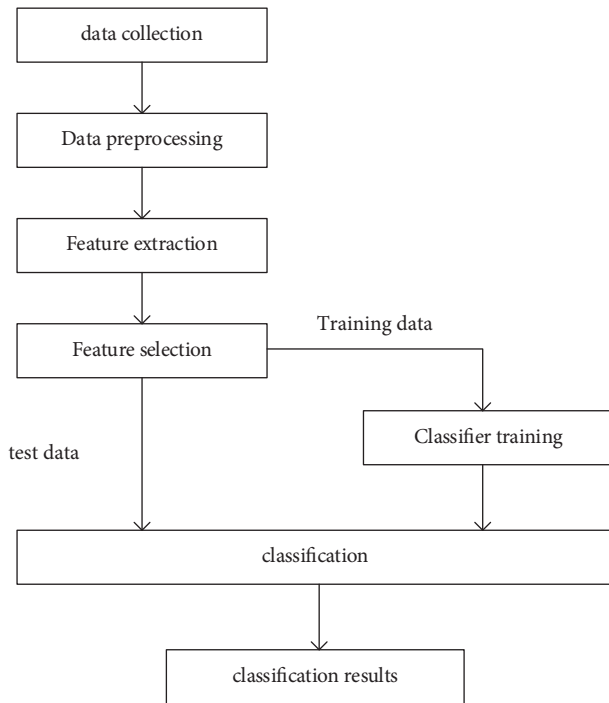 data collection
Data preprocessing
Feature extraction
Feature selection
Training data
Classifier training
test data
classification
classification results